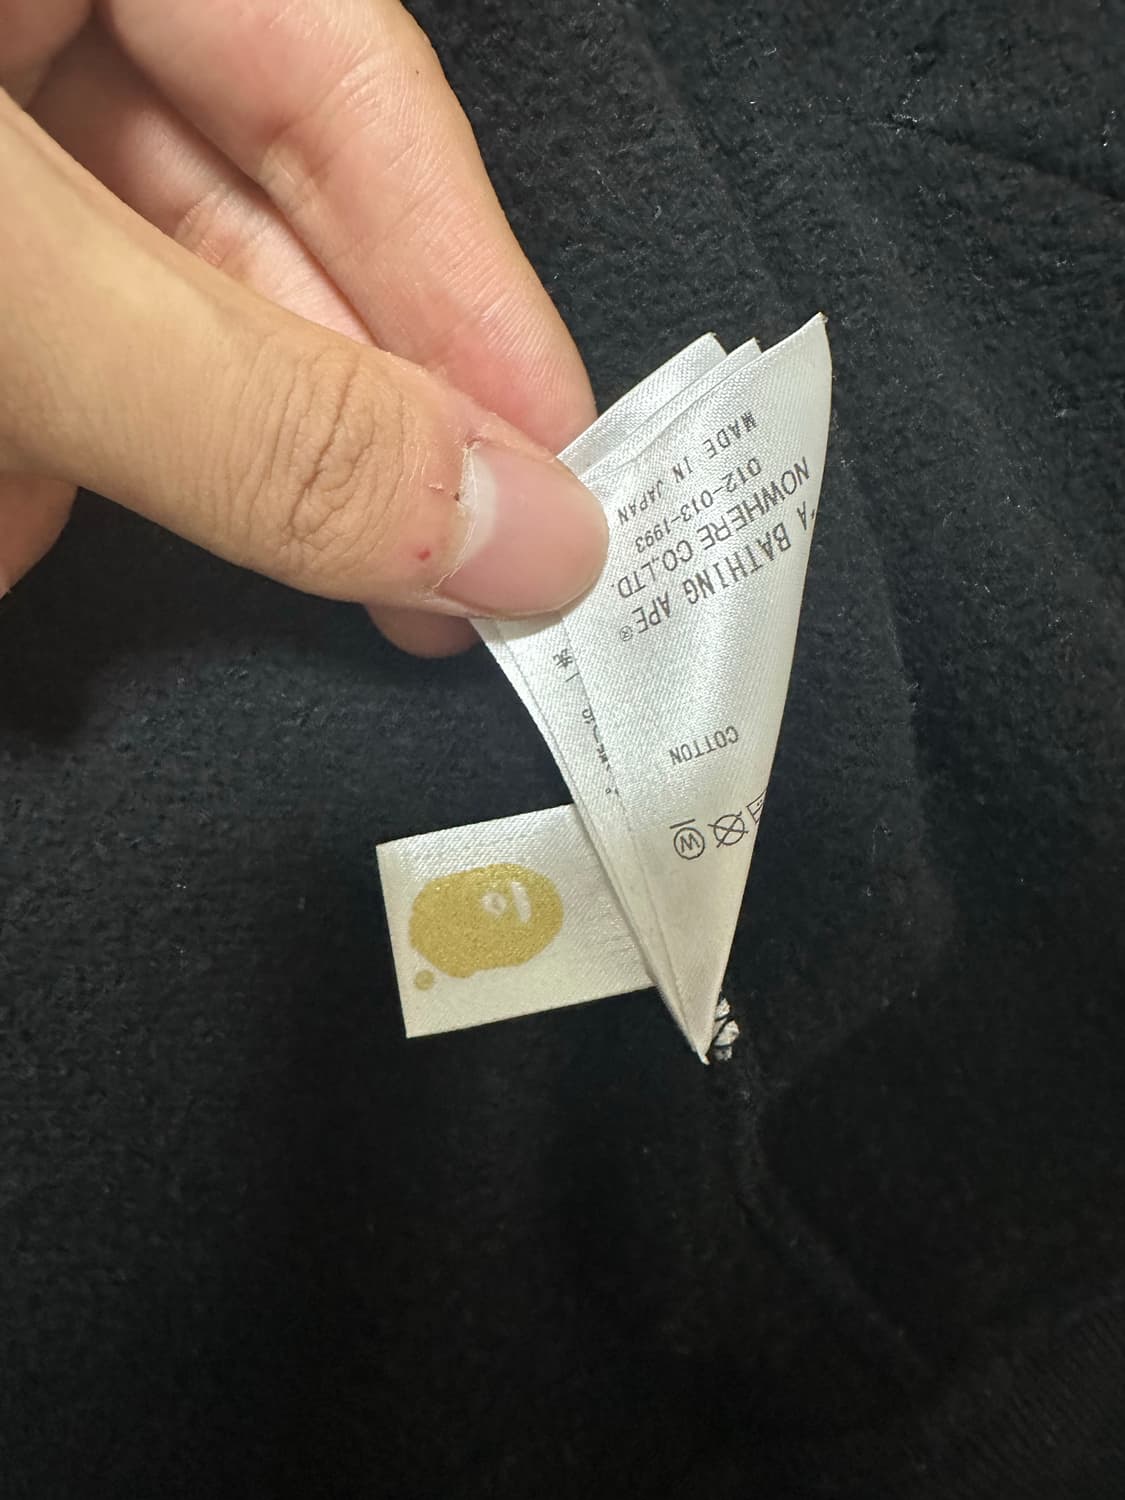 COTTON
"A BATHING APE®
NOWHERE CO.LTD.
012-013-1993
MADE IN JAPAN